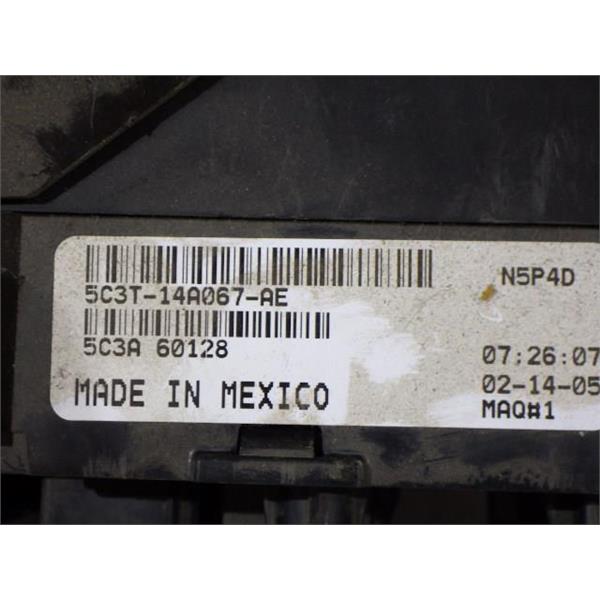 N5P4D
5C3T-14A067-AE
5C3A 60128
07:26:07
02-14-05
MADE IN MEXICO
MAQ#1